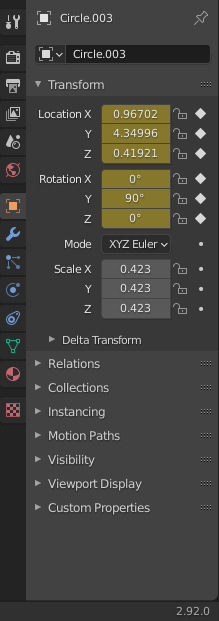 Circle.003
Circle.003
Transform
Location X 0.96702
Y 4.34996
Z 0.41921
Rotation X 0°
Y 90°
Z 0°
Mode XYZ Euler
Scale X 0.423
Y 0.423
Z 0.423
Delta Transform
Relations
Collections
Instancing
Motion Paths
Visibility
Viewport Display
Custom Properties
2.92.0